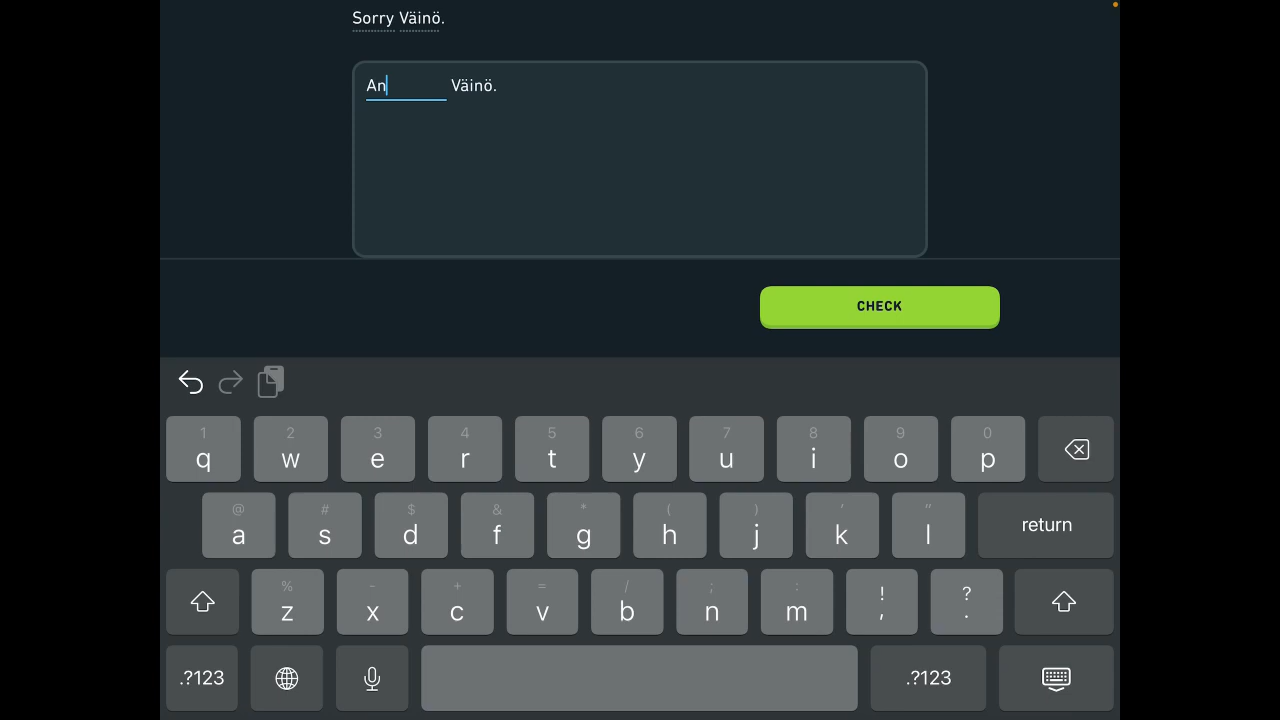 Sorry Väinö.
An Väinö.
CHECK
1 2 3 4 5 6 7 8 9 0
q w e r t y u i o p
@ # $ & * ( ) ' "
a s d f g h j k l return
% - + = / ; : ! ?
z x c v b n m , .
.?123 .?123